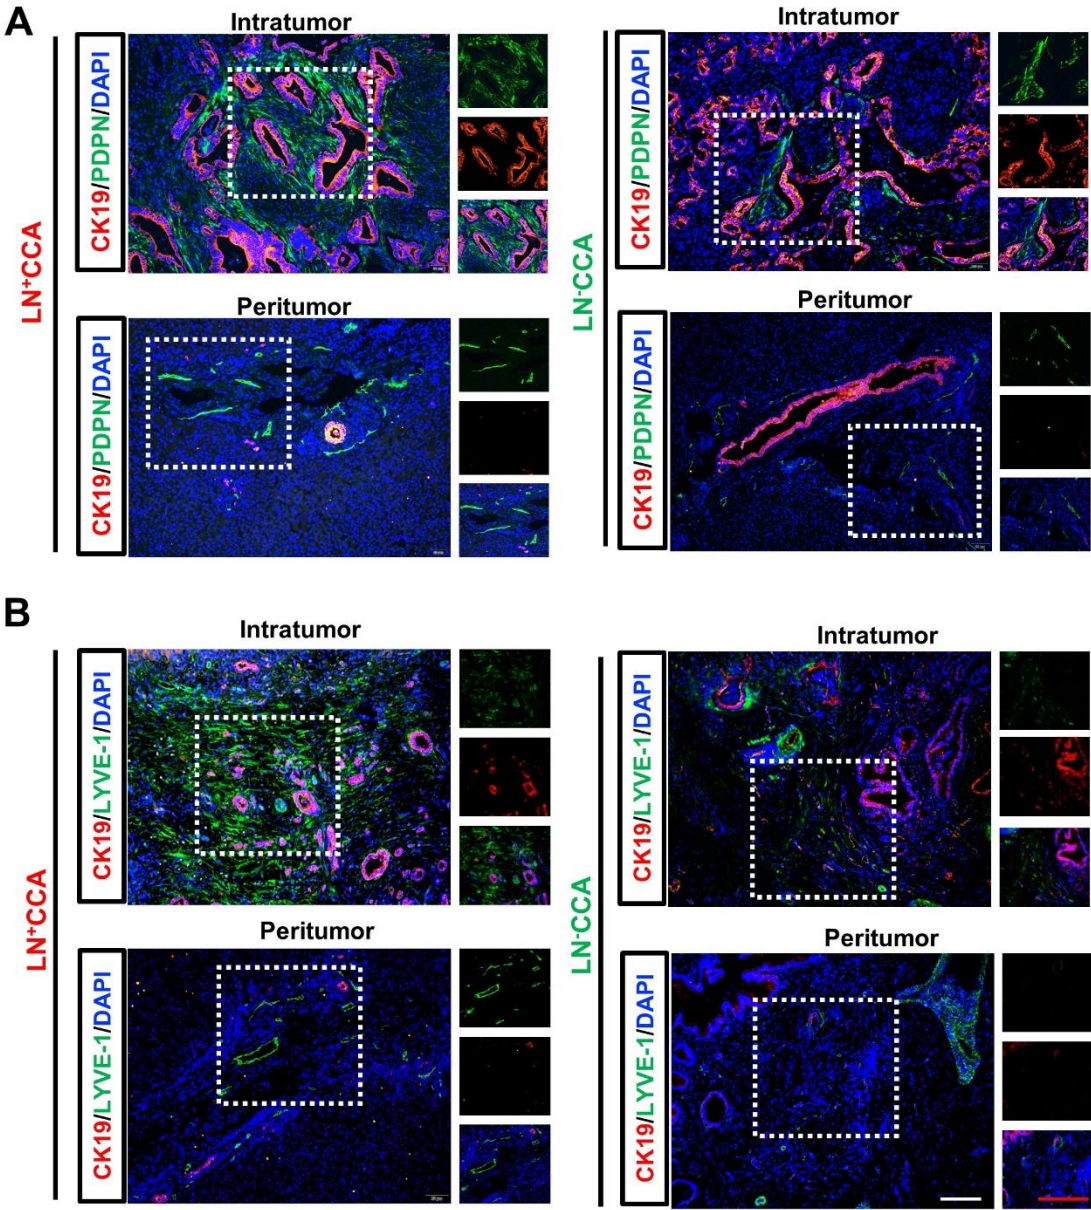 A
Intratumor
Intratumor
CK19/PDPN/DAPI
CK19/PDPN/DAPI
LN+CCA
LN-CCA
Peritumor
Peritumor
CK19/PDPN/DAPI
CK19/PDPN/DAPI
B
Intratumor
Intratumor
CK19/LYVE-1/DAPI
CK19/LYVE-1/DAPI
LN+CCA
LN-CCA
Peritumor
Peritumor
CK19/LYVE-1/DAPI
CK19/LYVE-1/DAPI